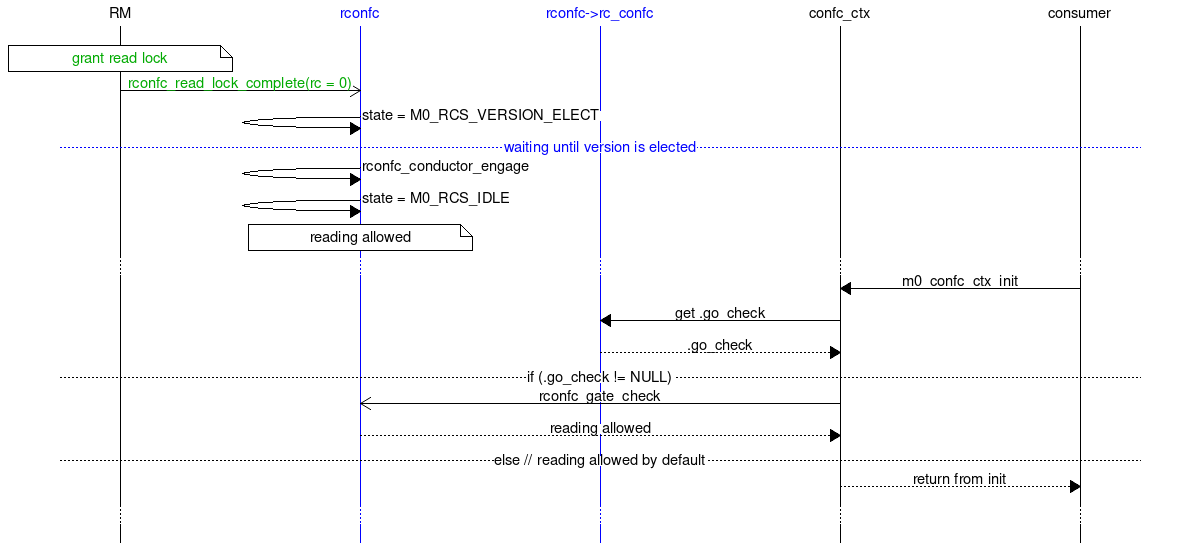 RM
rconfc
rconfc->rc_confc
confc_ctx
consumer
grant read lock
rconfc_read_lock_complete(rc = 0)
state = M0_RCS_VERSION_ELECT
waiting until version is elected
rconfc_conductor_engage
state = M0_RCS_IDLE
reading allowed
m0_confc_ctx_init
get .go_check
.go_check
if (.go_check != NULL)
rconfc_gate_check
reading allowed
else // reading allowed by default
return from init